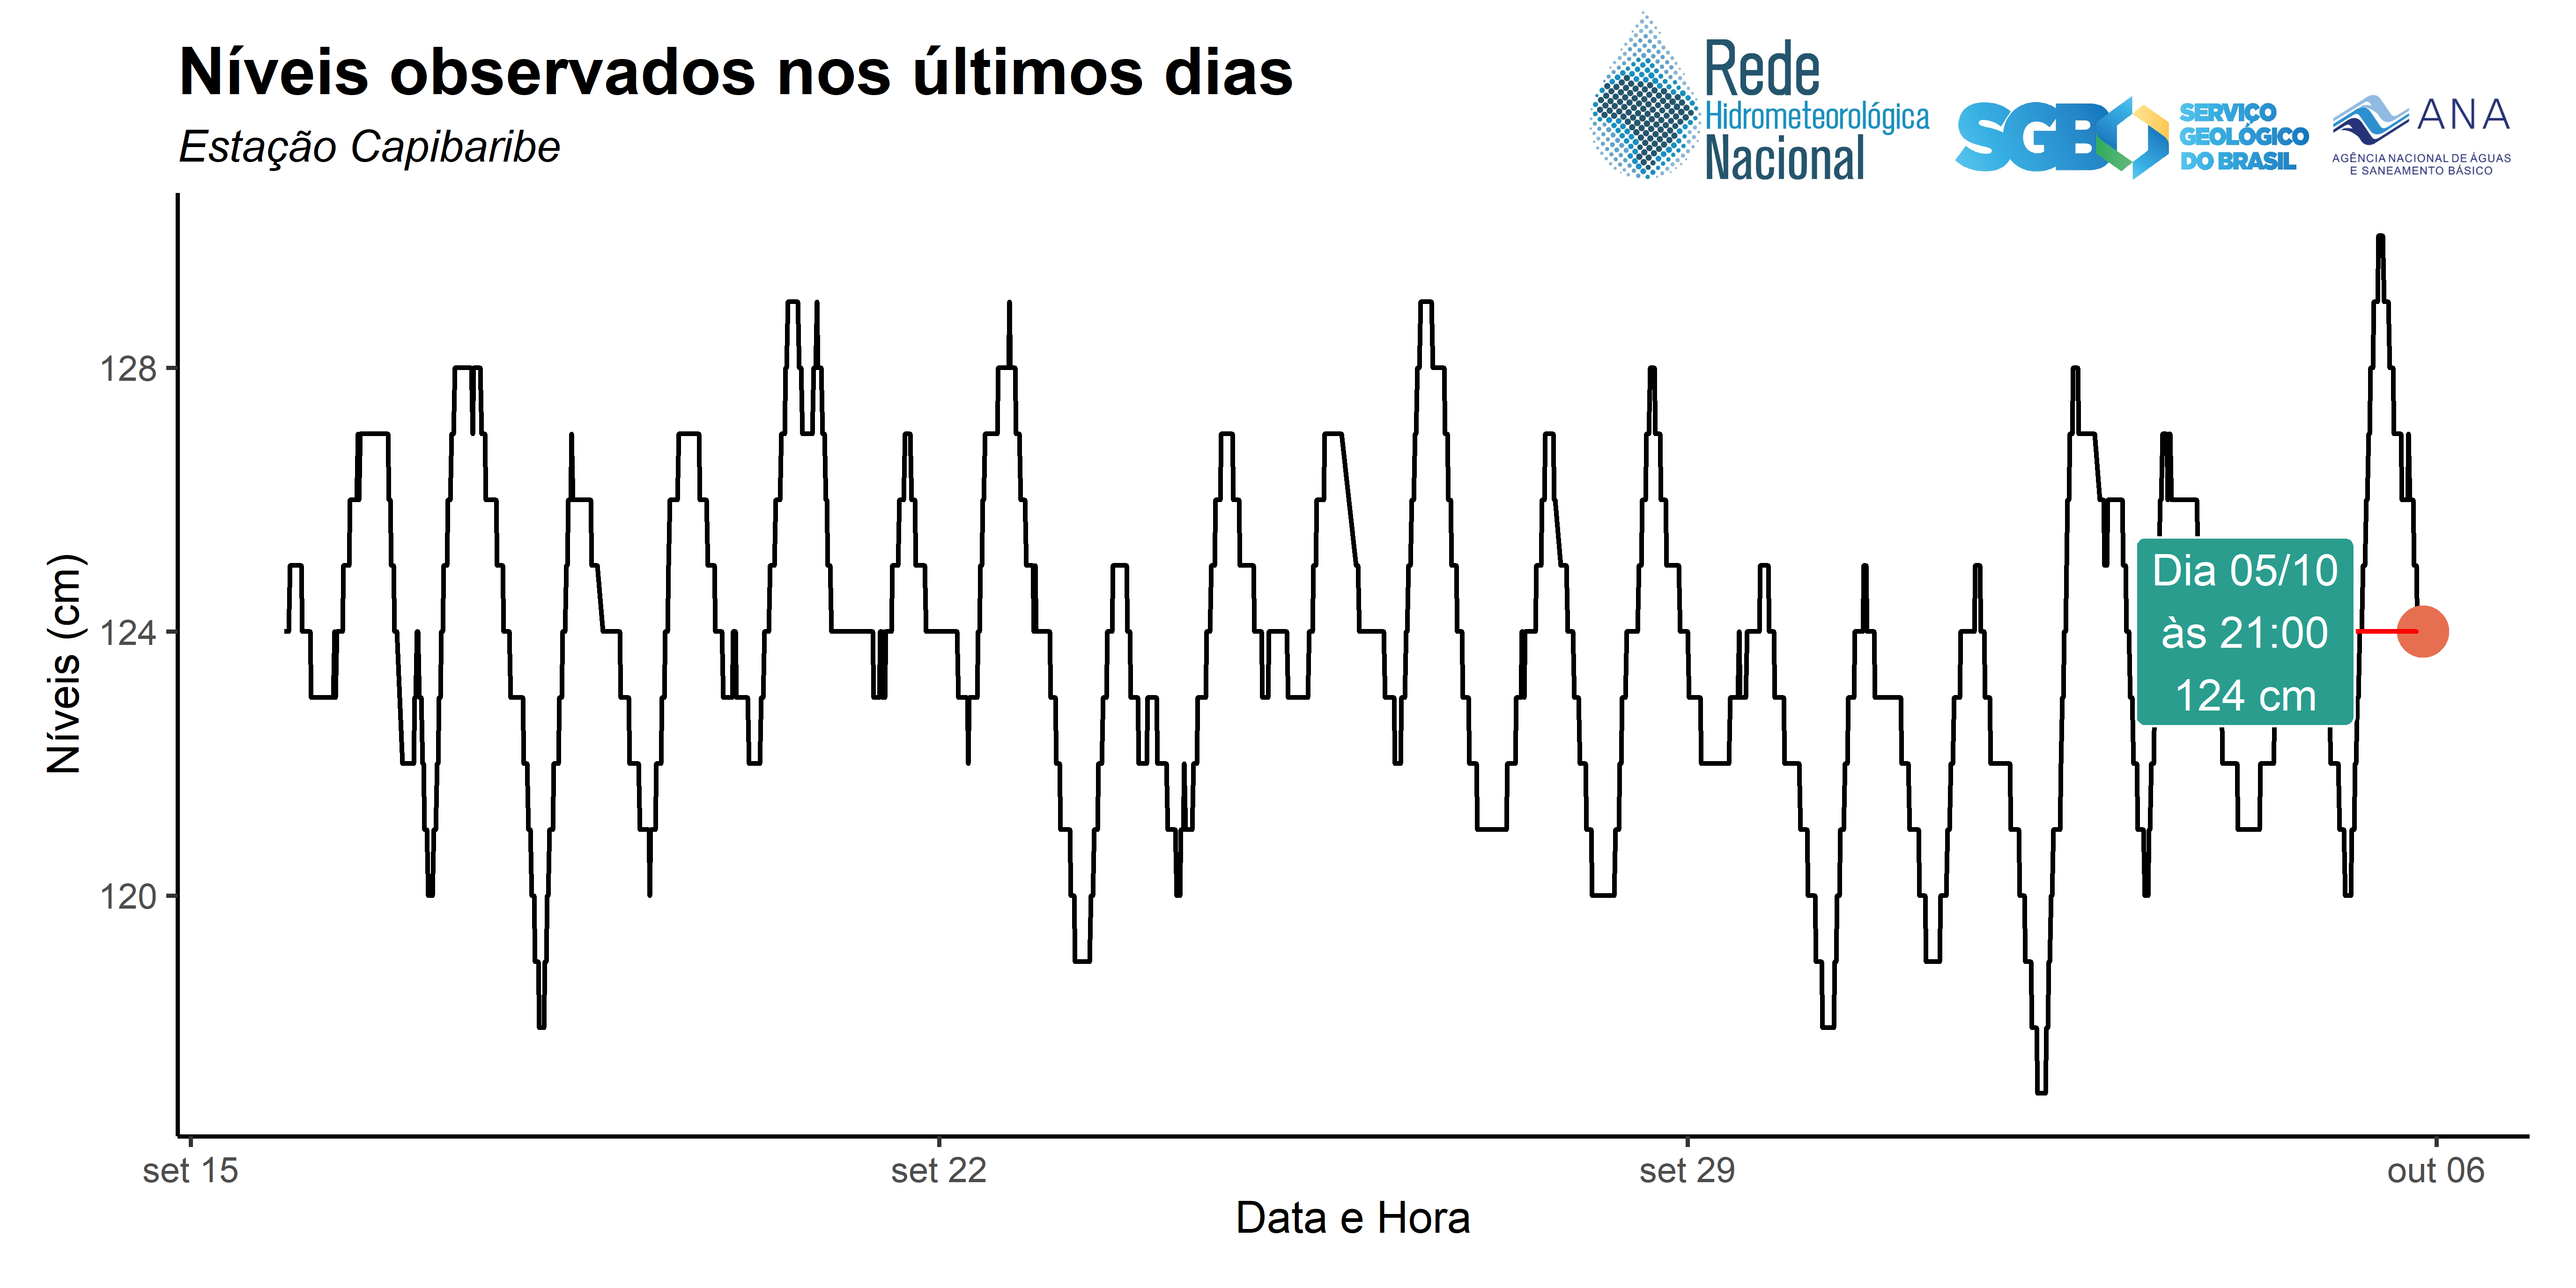 Níveis observados nos últimos dias
Estação Capibaribe
Rede
Hidrometeorológica
Nacional
SGB
SERVIÇO
GEOLÓGICO
DO BRASIL
ANA
AGÊNCIA NACIONAL DE ÁGUAS
E SANEAMENTO BÁSICO
Níveis (cm)
128
124
120
Dia 05/10
às 21:00
124 cm
set 15
set 22
set 29
out 06
Data e Hora